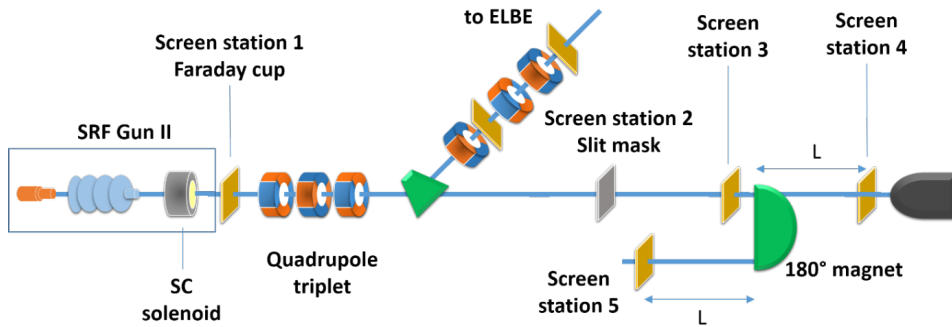 to ELBE
Screen station 1
Faraday cup
Screen
station 3
Screen
station 4
SRF Gun II
Screen station 2
Slit mask
L
Quadrupole
triplet
SC
solenoid
Screen
station 5
180° magnet
L